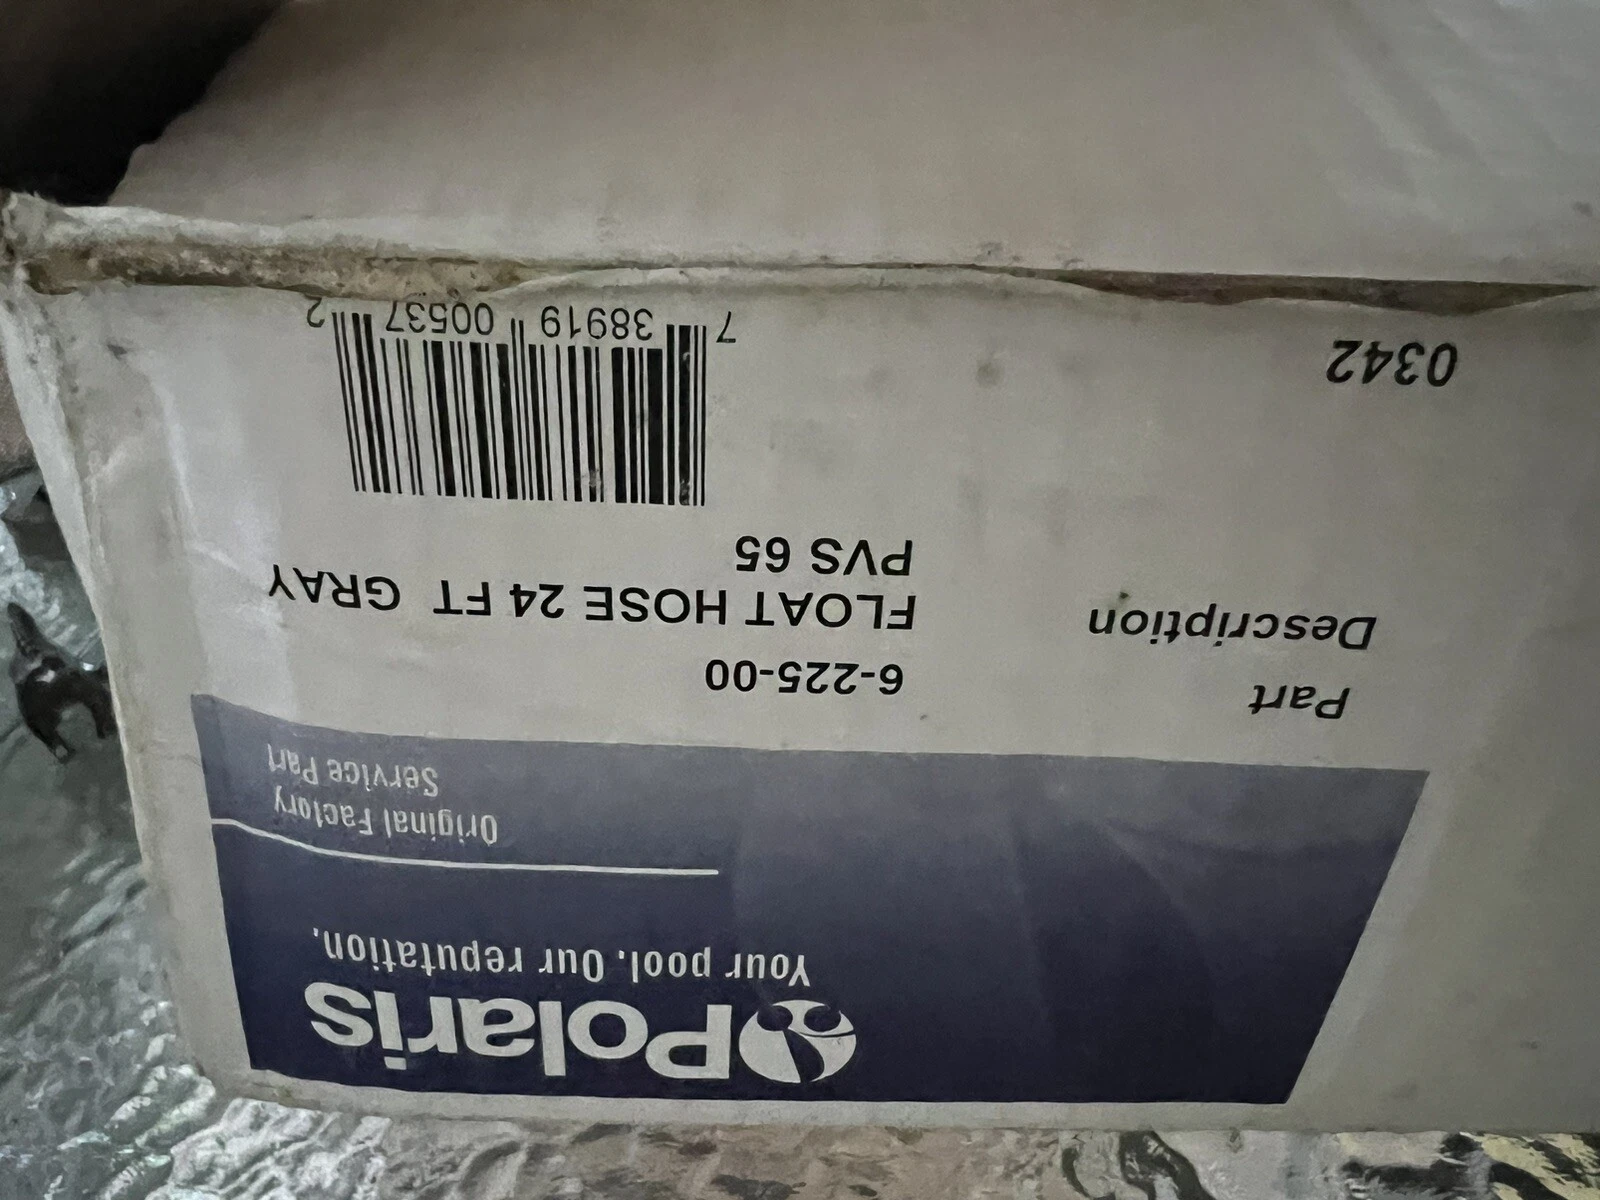 Polaris
Your pool. Our reputation.
Original Factory
Service Part
Part 6-225-00
Description FLOAT HOSE 24 FT GRAY
PVS 65
0342
7 38919 00537 2